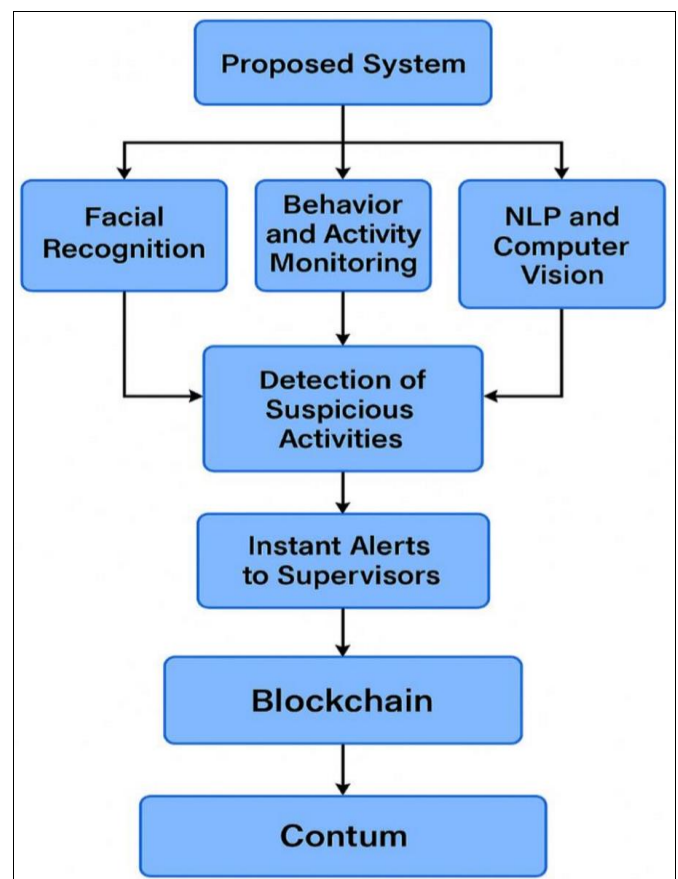 Proposed System
Facial
Recognition
Behavior
and Activity
Monitoring
NLP and
Computer
Vision
Detection of
Suspicious
Activities
Instant Alerts
to Supervisors
Blockchain
Contum